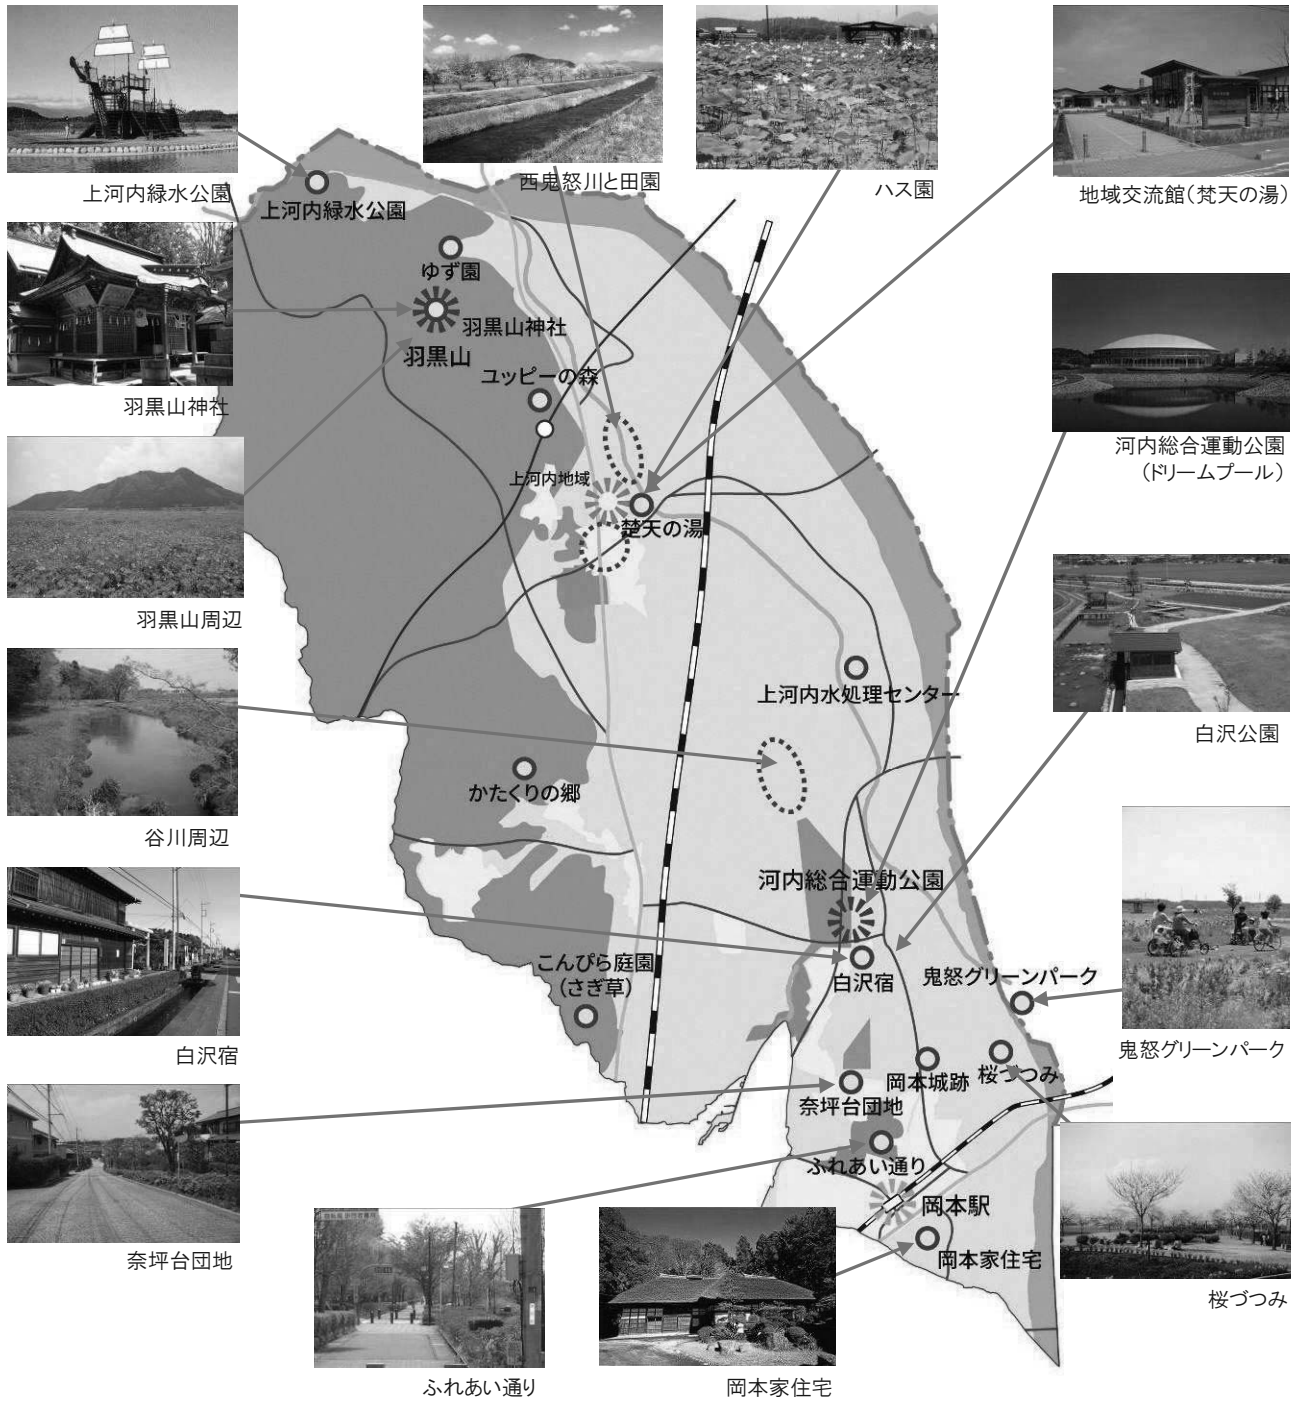 上河内緑水公園
西鬼怒川と田園
ハス園
地域交流館(梵天の湯)
上河内緑水公園
ゆず園
羽黒山神社
羽黒山
ユッピーの森
羽黒山神社
河内総合運動公園
(ドリームプール)
上河内地域
楚天の湯
羽黒山周辺
上河内水処理センター
白沢公園
かたくりの郷
谷川周辺
河内総合運動公園
こんぴら庭園
(さぎ草)
白沢宿
鬼怒グリーンパーク
白沢宿
鬼怒グリーンパーク
岡本城跡
桜づつみ
奈坪台団地
ふれあい通り
岡本駅
奈坪台団地
岡本家住宅
桜づつみ
ふれあい通り
岡本家住宅